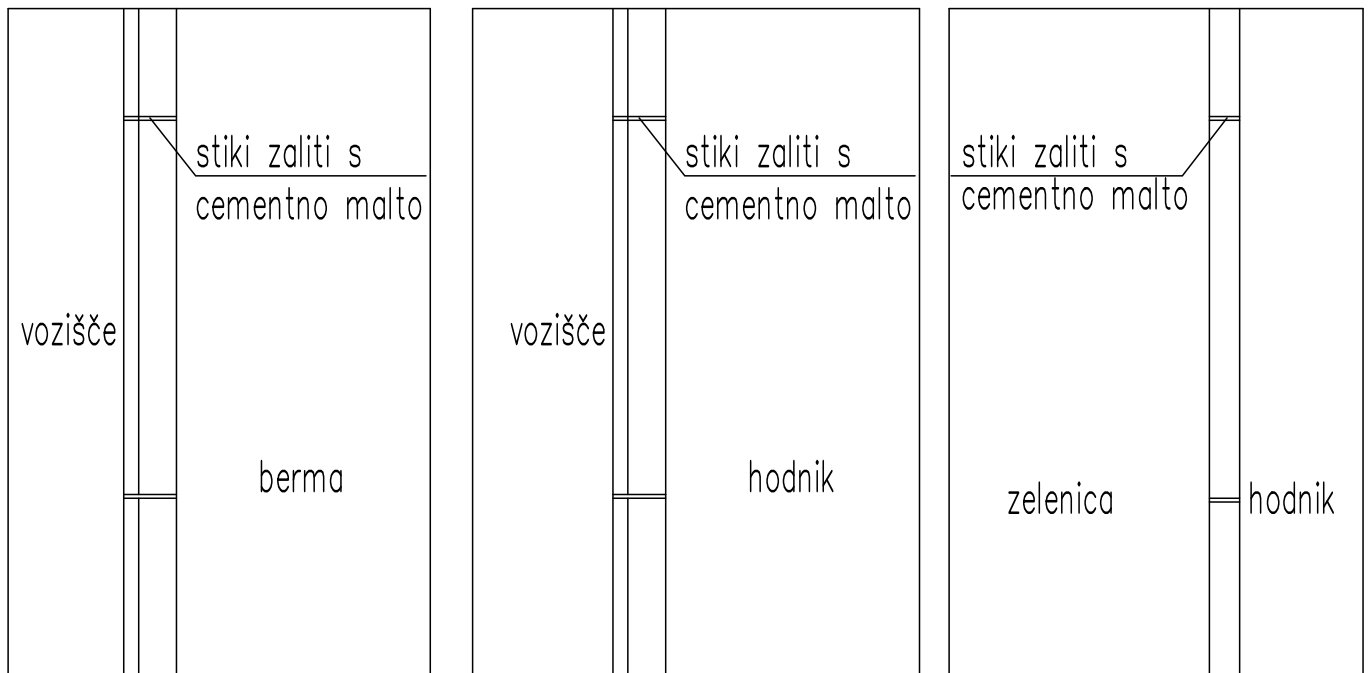 stiki zaliti s
cementno malto
vozišče
berma
stiki zaliti s
cementno malto
vozišče
hodnik
stiki zaliti s
cementno malto
zelenica
hodnik